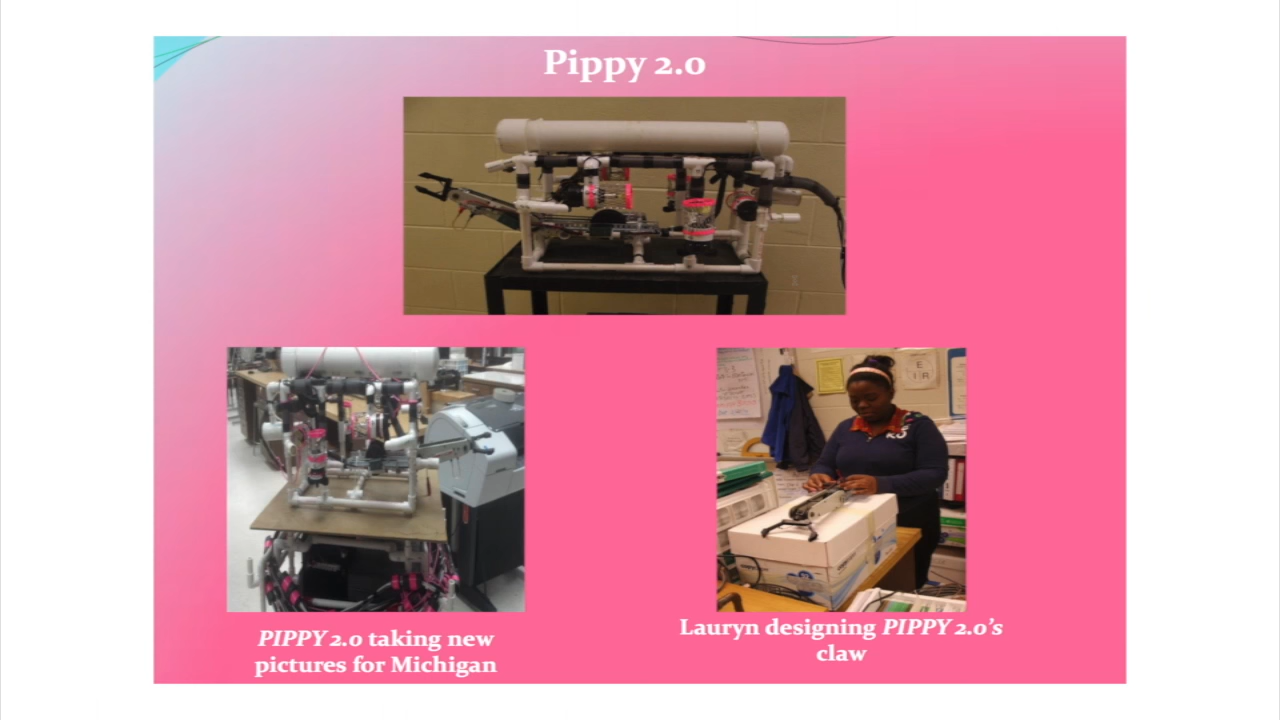 Pippy 2.0
E
I R
PIPPY 2.0 taking new
pictures for Michigan
Lauryn designing PIPPY 2.0’s
claw